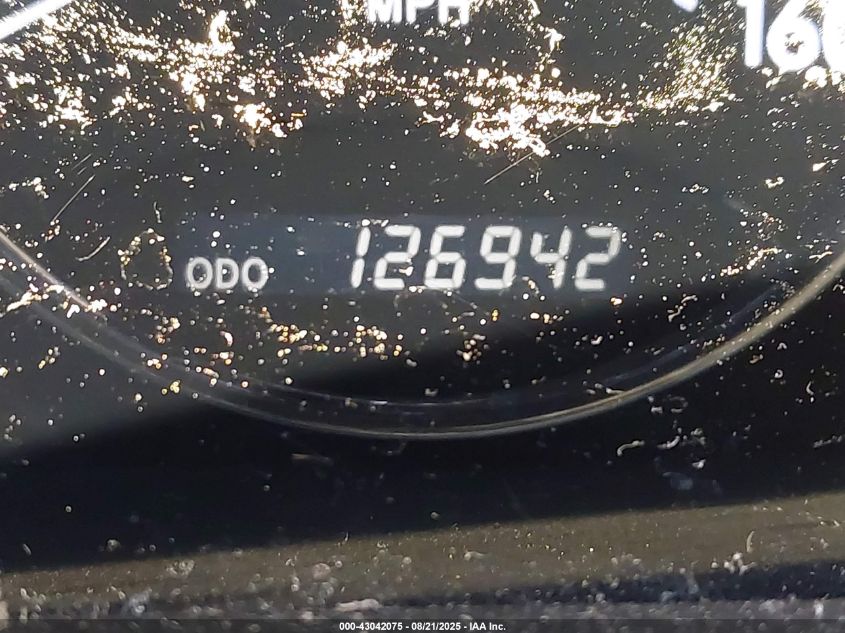 MPH
ODO 126942
000-43042075 - 08/21/2025 - IAA Inc.